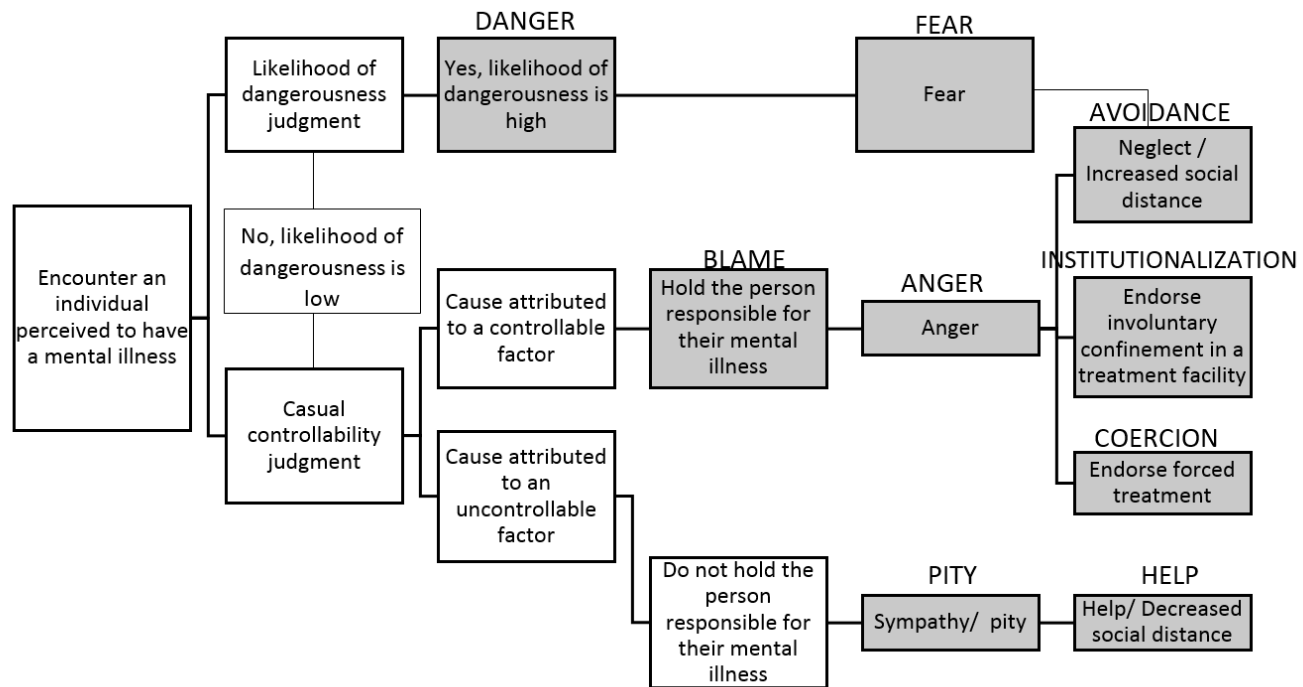 DANGER
FEAR
Likelihood of
dangerousness
judgment
Yes, likelihood of
dangerousness is
high
Fear
AVOIDANCE
Neglect /
Increased social
distance
No, likelihood of
dangerousness is
low
Encounter an
individual
perceived to have
a mental illness
Cause attributed
to a controllable
factor
BLAME
Hold the person
responsible for
their mental
illness
ANGER
Anger
INSTITUTIONALIZATION
Endorse
involuntary
confinement in a
treatment facility
Casual
controllability
judgment
Cause attributed
to an
uncontrollable
factor
COERCION
Endorse forced
treatment
Do not hold the
person
responsible for
their mental
illness
PITY
Sympathy/ pity
HELP
Help/ Decreased
social distance